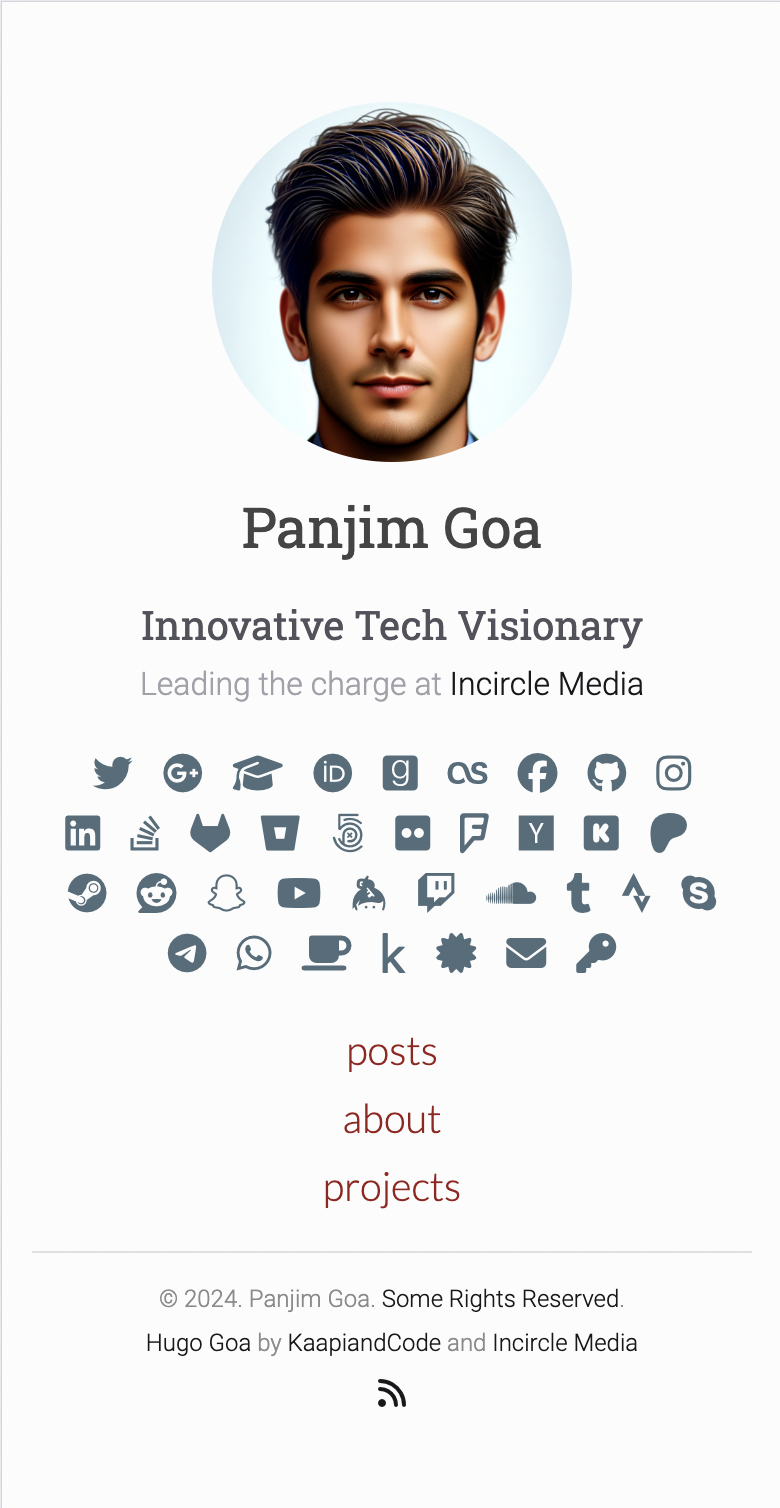 Panjim Goa
Innovative Tech Visionary
Leading the charge at Incircle Media
posts
about
projects
© 2024. Panjim Goa. Some Rights Reserved.
Hugo Goa by KaapiandCode and Incircle Media